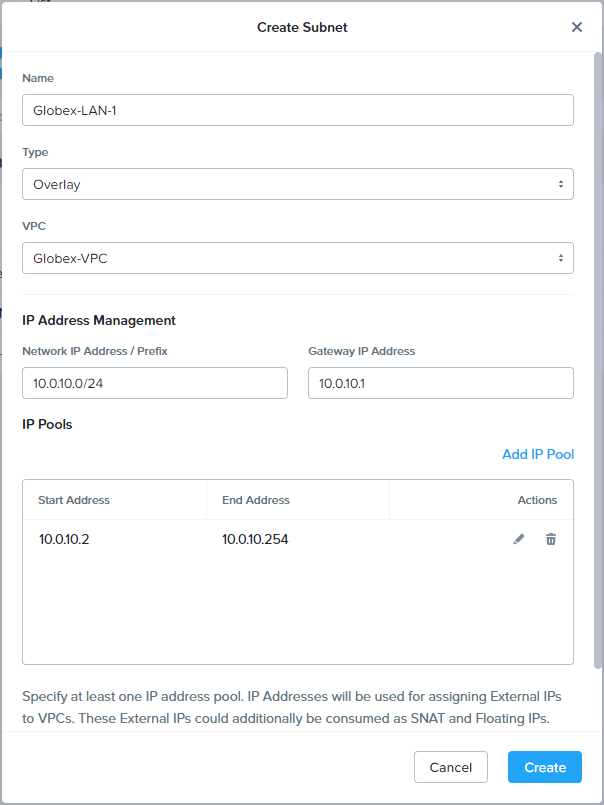 Create Subnet
Name
Globex-LAN-1
Type
Overlay
VPC
Globex-VPC
IP Address Management
Network IP Address / Prefix
Gateway IP Address
10.0.10.0/24
10.0.10.1
IP Pools
Add IP Pool
Start Address
End Address
Actions
10.0.10.2
10.0.10.254
Specify at least one IP address pool. IP Addresses will be used for assigning External IPs
to VPCs. These External IPs could additionally be consumed as SNAT and Floating IPs.
Cancel
Create